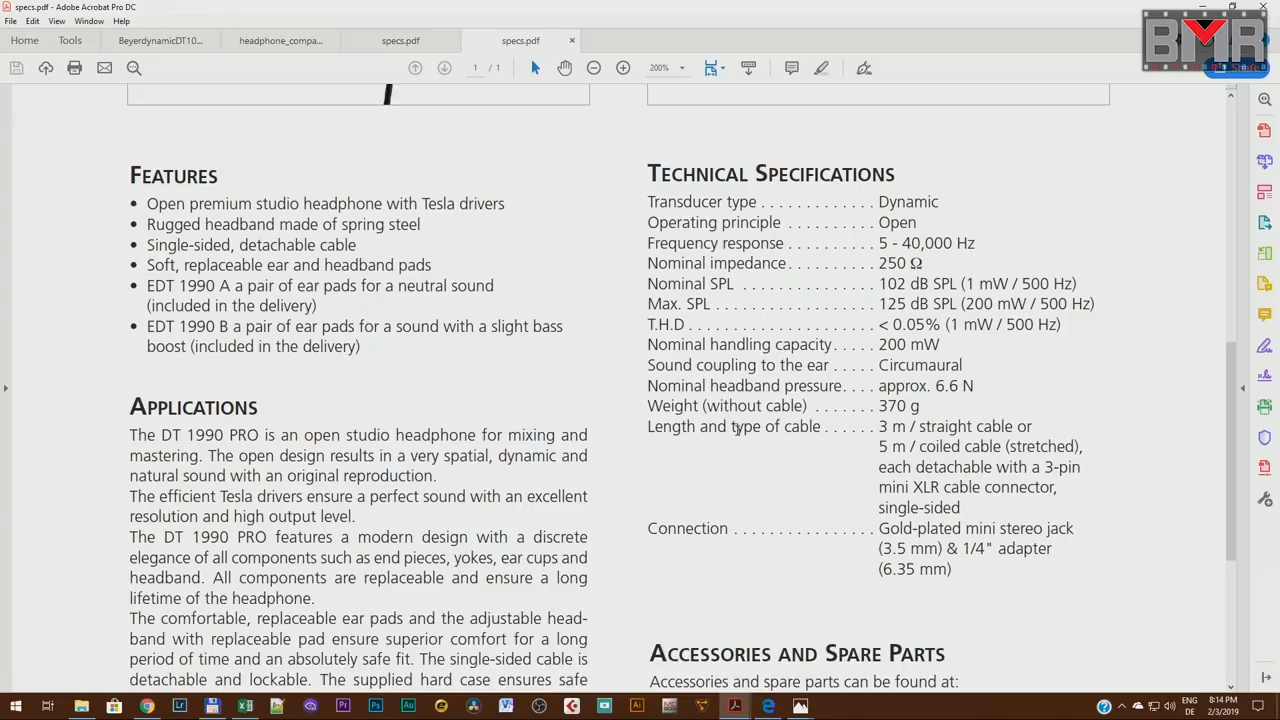 specs.pdf - Adobe Acrobat Pro DC
File Edit View Window Help
Home Tools BeyerdynamicDT10... headphone_compa... specs.pdf specs.pdf ×
BMR
1 / 1 200%
FEATURES
• Open premium studio headphone with Tesla drivers
• Rugged headband made of spring steel
• Single-sided, detachable cable
• Soft, replaceable ear and headband pads
• EDT 1990 A a pair of ear pads for a neutral sound
(included in the delivery)
• EDT 1990 B a pair of ear pads for a sound with a slight bass
boost (included in the delivery)
APPLICATIONS
The DT 1990 PRO is an open studio headphone for mixing and
mastering. The open design results in a very spatial, dynamic and
natural sound with an original reproduction.
The efficient Tesla drivers ensure a perfect sound with an excellent
resolution and high output level.
The DT 1990 PRO features a modern design with a discrete
elegance of all components such as end pieces, yokes, ear cups and
headband. All components are replaceable and ensure a long
lifetime of the headphone.
The comfortable, replaceable ear pads and the adjustable head-
band with replaceable pad ensure superior comfort for a long
period of time and an absolutely safe fit. The single-sided cable is
detachable and lockable. The supplied hard case ensures safe
TECHNICAL SPECIFICATIONS
Transducer type . . . . . . . . . . . . . Dynamic
Operating principle . . . . . . . . . . Open
Frequency response . . . . . . . . . . 5 - 40,000 Hz
Nominal impedance. . . . . . . . . . 250 Ω
Nominal SPL . . . . . . . . . . . . . . . 102 dB SPL (1 mW / 500 Hz)
Max. SPL . . . . . . . . . . . . . . . . . . 125 dB SPL (200 mW / 500 Hz)
T.H.D . . . . . . . . . . . . . . . . . . . . . < 0.05% (1 mW / 500 Hz)
Nominal handling capacity. . . . . 200 mW
Sound coupling to the ear . . . . . Circumaural
Nominal headband pressure. . . . approx. 6.6 N
Weight (without cable) . . . . . . . 370 g
Length and type of cable . . . . . . 3 m / straight cable or
5 m / coiled cable (stretched),
each detachable with a 3-pin
mini XLR cable connector,
single-sided
Connection . . . . . . . . . . . . . . . . Gold-plated mini stereo jack
(3.5 mm) & 1/4" adapter
(6.35 mm)
ACCESSORIES AND SPARE PARTS
Accessories and spare parts can be found at:
ENG 8:14 PM
DE 2/3/2019